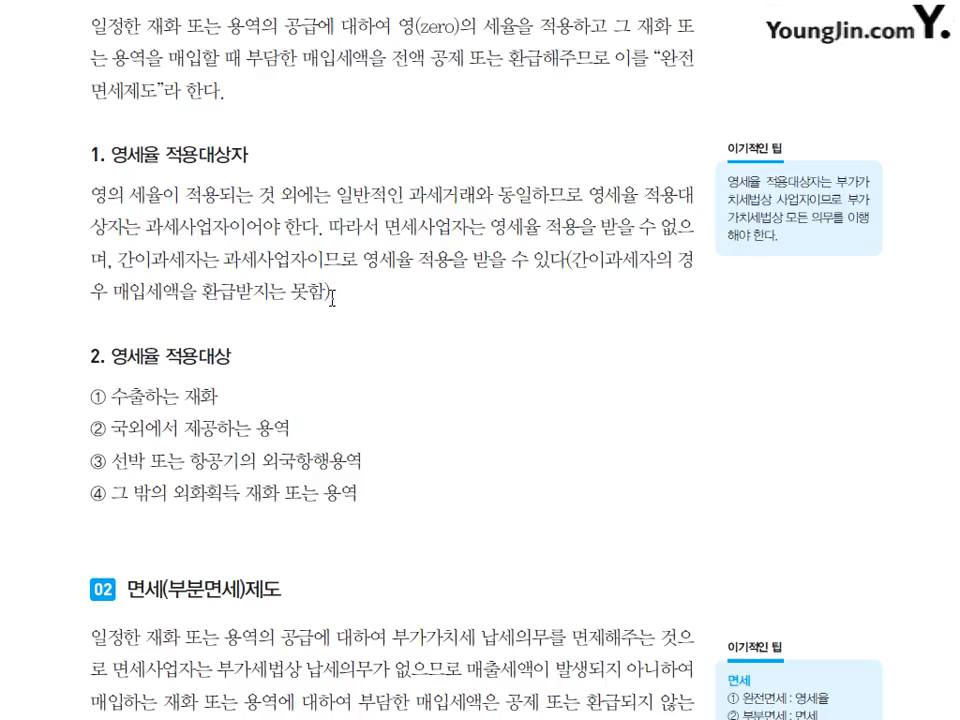 YoungJin.com Y.
일정한 재화 또는 용역의 공급에 대하여 영(zero)의 세율을 적용하고 그 재화 또
는 용역을 매입할 때 부담한 매입세액을 전액 공제 또는 환급해주므로 이를 “완전
면세제도”라 한다.
1. 영세율 적용대상자
영의 세율이 적용되는 것 외에는 일반적인 과세거래와 동일하므로 영세율 적용대
상자는 과세사업자이어야 한다. 따라서 면세사업자는 영세율 적용을 받을 수 없으
며, 간이과세자는 과세사업자이므로 영세율 적용을 받을 수 있다(간이과세자의 경
우 매입세액을 환급받지는 못함).
이기적인 팁
영세율 적용대상자는 부가가
치세법상 사업자이므로 부가
가치세법상 모든 의무를 이행
해야 한다.
2. 영세율 적용대상
① 수출하는 재화
② 국외에서 제공하는 용역
③ 선박 또는 항공기의 외국항행용역
④ 그 밖의 외화획득 재화 또는 용역
02 면세(부분면세)제도
일정한 재화 또는 용역의 공급에 대하여 부가가치세 납세의무를 면제해주는 것으
로 면세사업자는 부가세법상 납세의무가 없으므로 매출세액이 발생되지 아니하여
매입하는 재화 또는 용역에 대하여 부담한 매입세액은 공제 또는 환급되지 않는
이기적인 팁
면세
① 완전면세 : 영세율
② 부분면세 : 면세